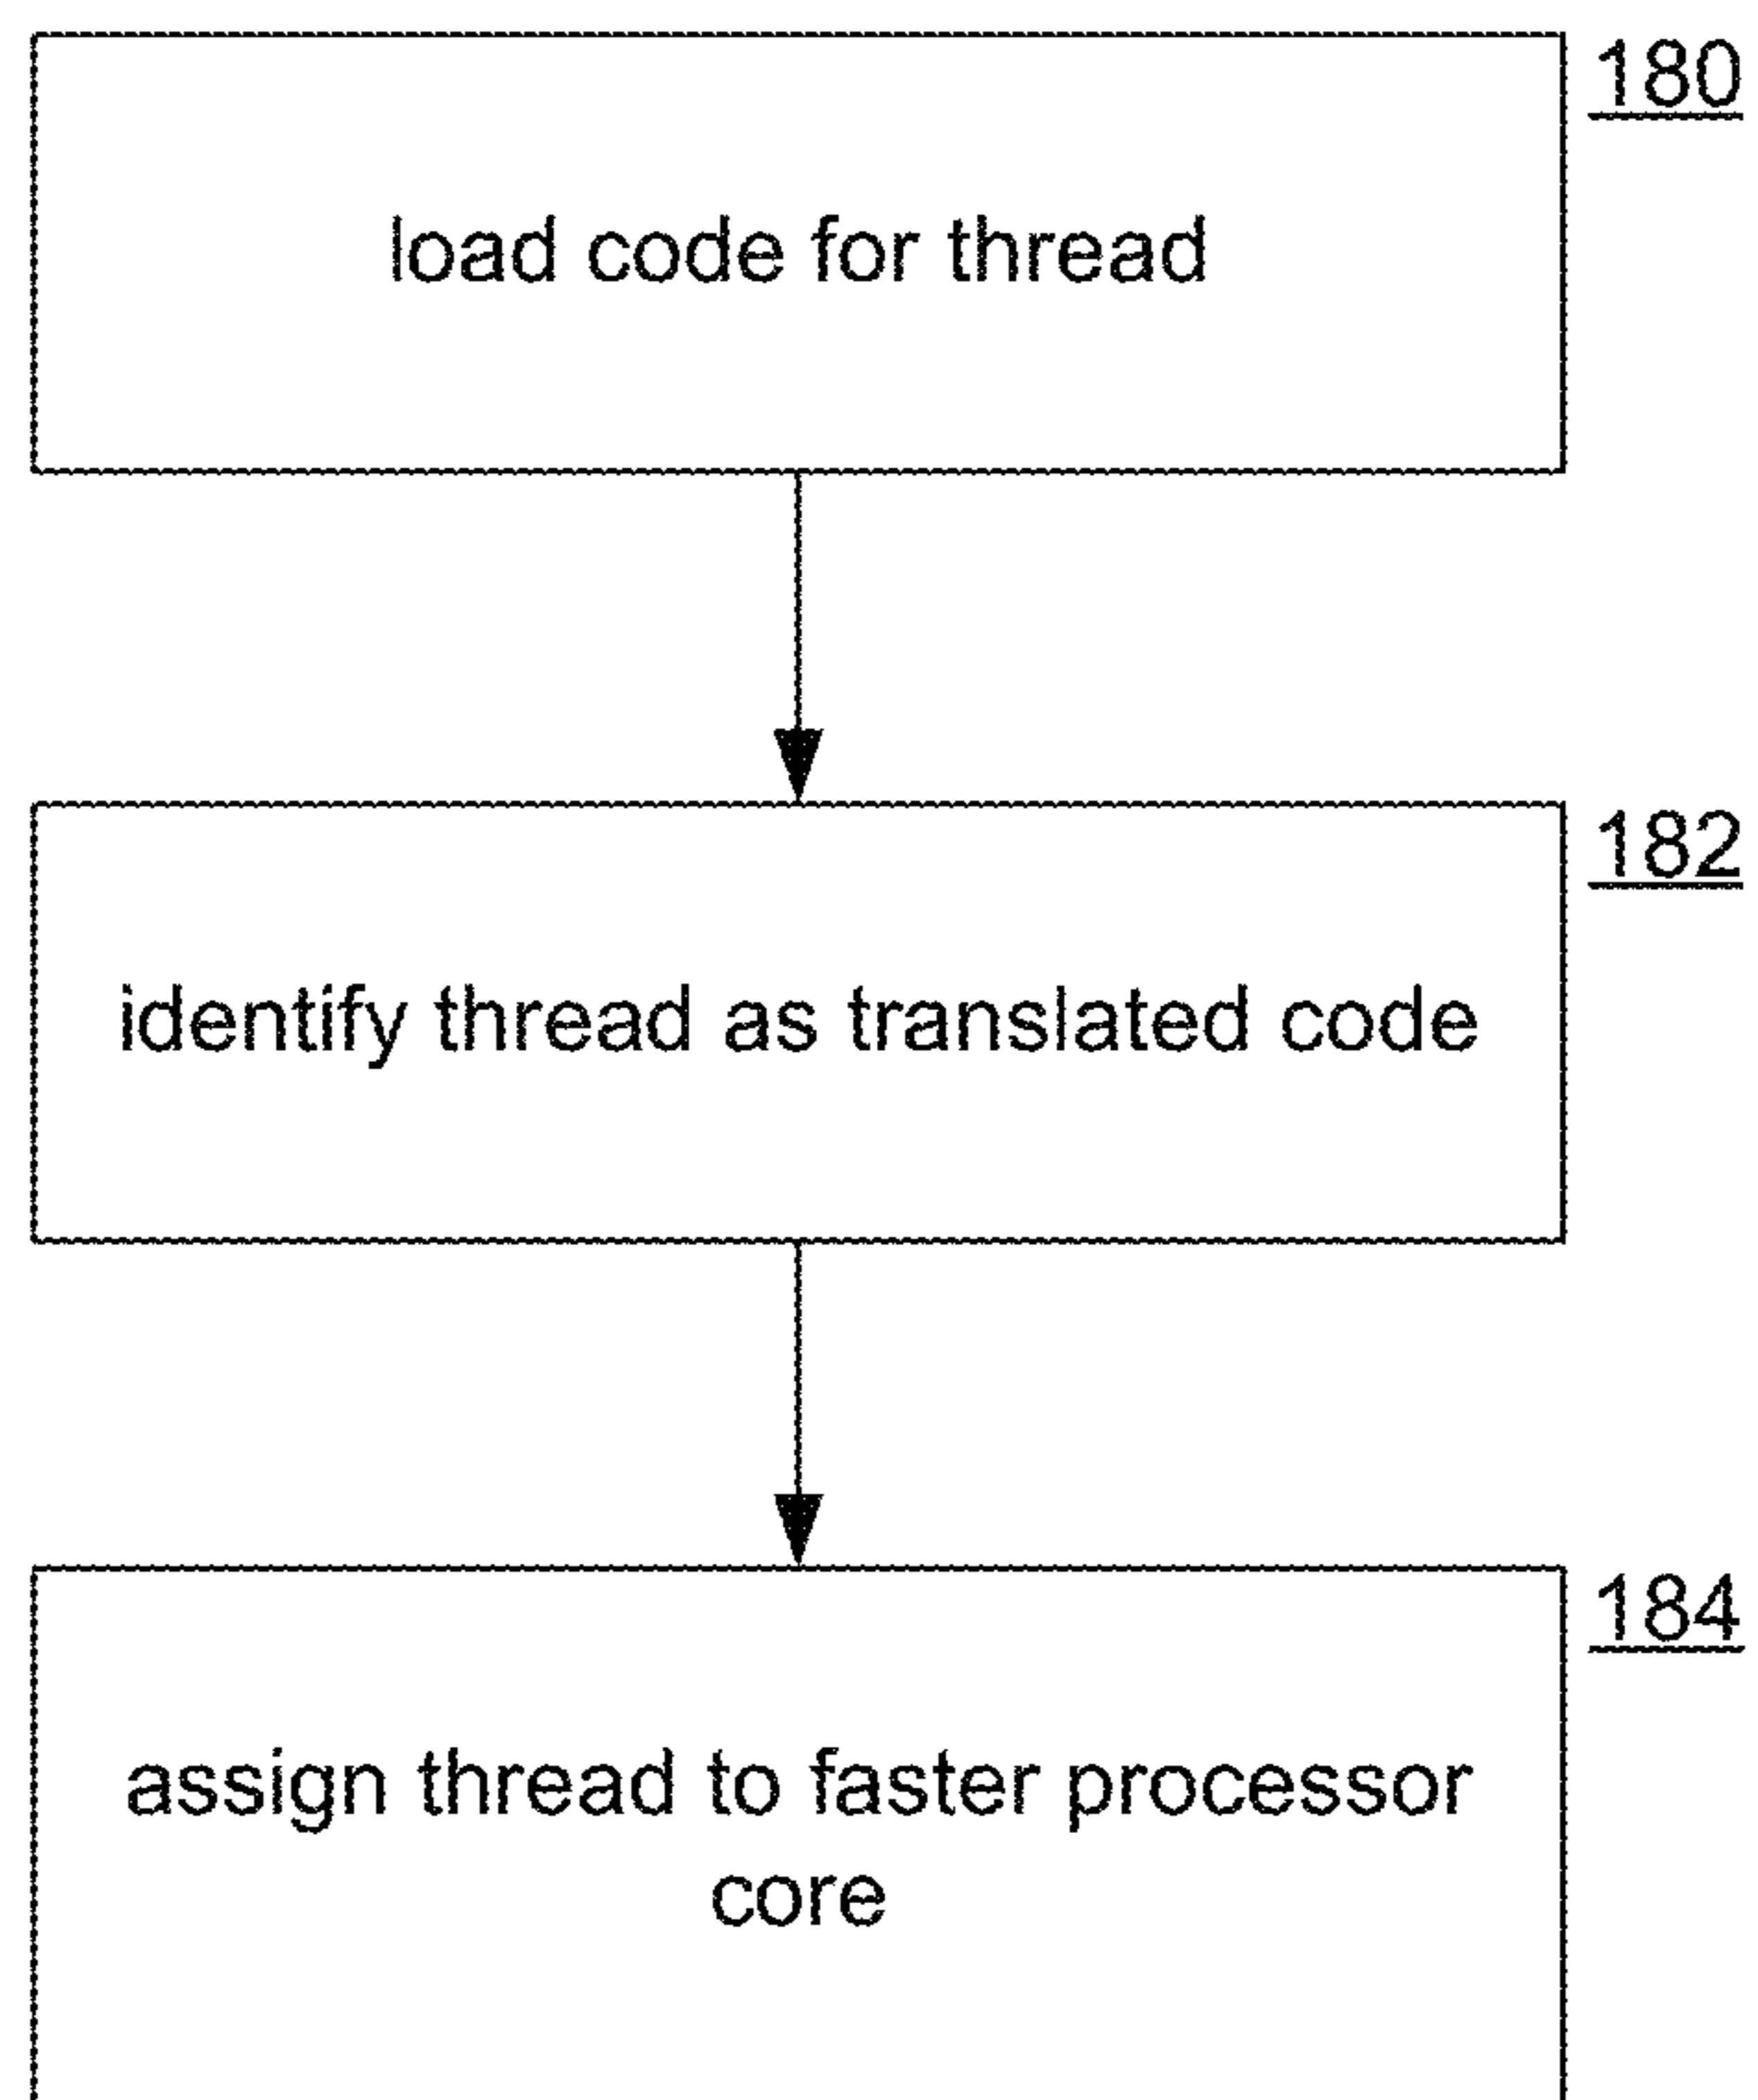 180
load code for thread
182
identify thread as translated code
184
assign thread to faster processor
core